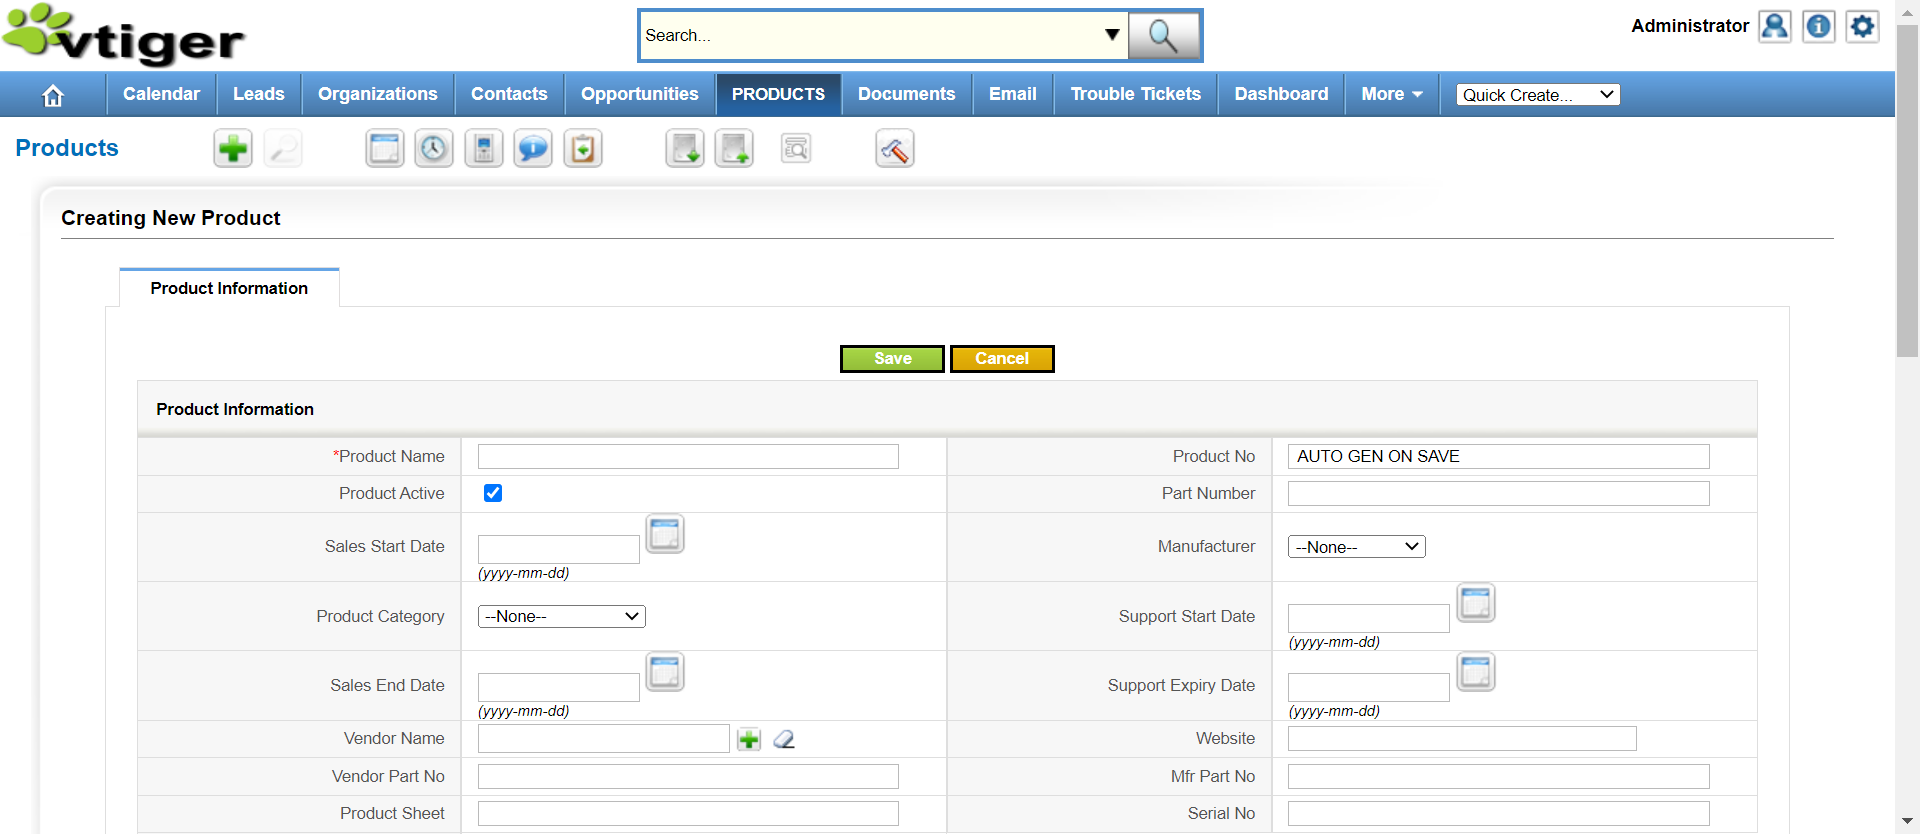 vtiger
Search...
Administrator
Calendar
Leads
Organizations
Contacts
Opportunities
PRODUCTS
Documents
Email
Trouble Tickets
Dashboard
More
Quick Create...
Products
Creating New Product
Product Information
Save
Cancel
Product Information
*Product Name
Product No
AUTO GEN ON SAVE
Product Active
Part Number
Sales Start Date
(yyyy-mm-dd)
Manufacturer
--None--
Product Category
--None--
Support Start Date
(yyyy-mm-dd)
Sales End Date
(yyyy-mm-dd)
Support Expiry Date
(yyyy-mm-dd)
Vendor Name
Website
Vendor Part No
Mfr Part No
Product Sheet
Serial No